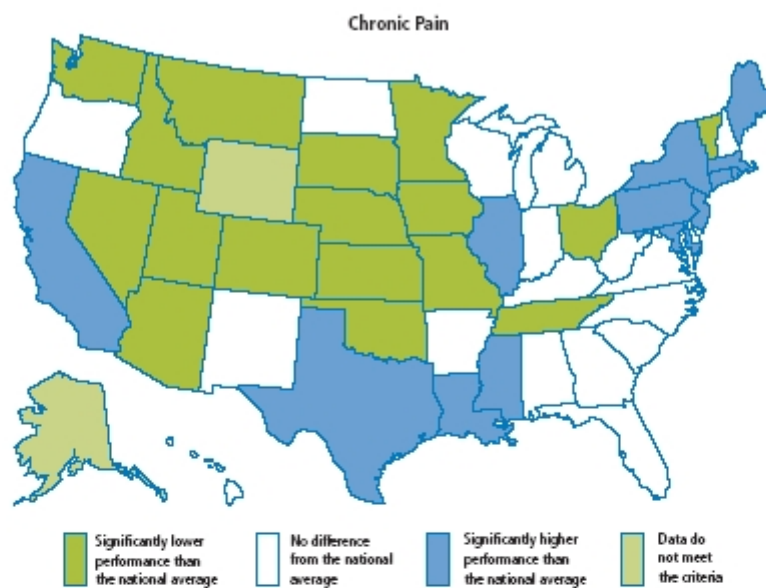 Chronic Pain
Significantly lower
performance than
the national average
No difference
from the national
average
Significantly higher
performance than
the national average
Data do
not meet
the criteria